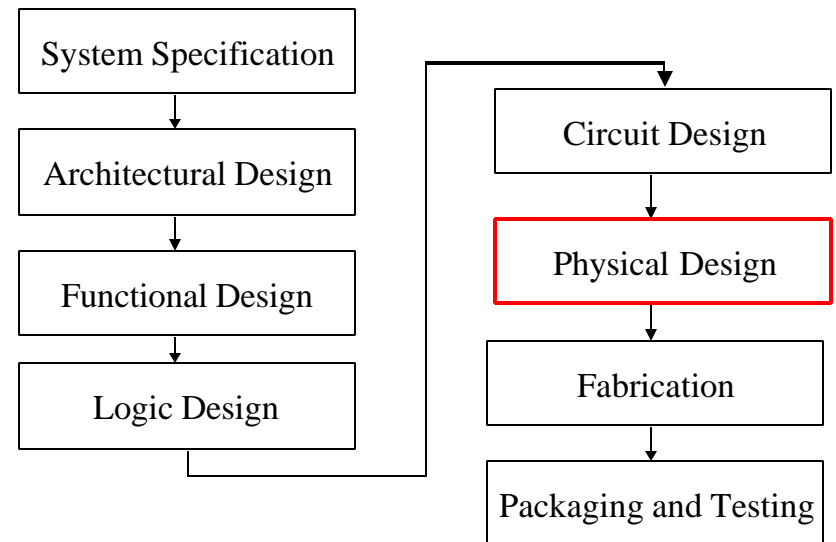 System Specification
Architectural Design
Functional Design
Logic Design
Circuit Design
Physical Design
Fabrication
Packaging and Testing